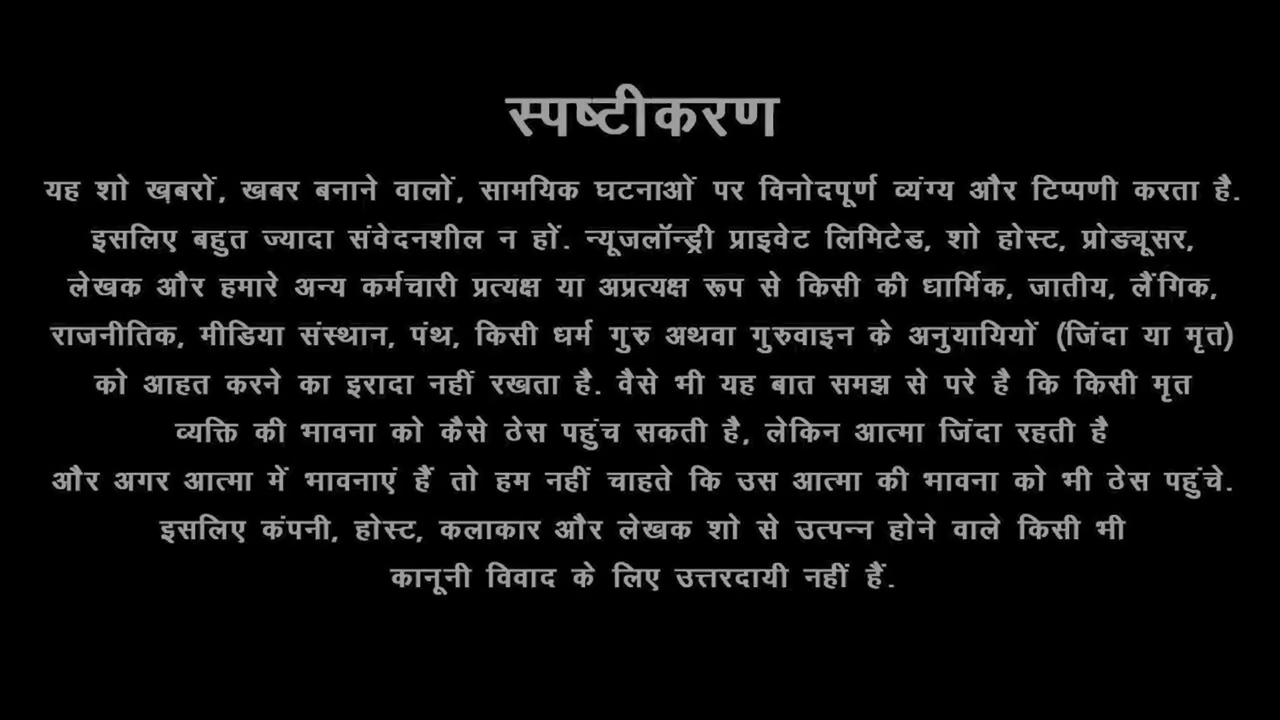 स्पष्टीकरण
यह शो ख़बरों, खबर बनाने वालों, सामयिक घटनाओं पर विनोदपूर्ण व्यंग्य और टिप्पणी करता है.
इसलिए बहुत ज्यादा संवेदनशील न हों. न्यूजलॉन्ड्री प्राइवेट लिमिटेड, शो होस्ट, प्रोड्यूसर,
लेखक और हमारे अन्य कर्मचारी प्रत्यक्ष या अप्रत्यक्ष रूप से किसी की धार्मिक, जातीय, लैंगिक,
राजनीतिक, मीडिया संस्थान, पंथ, किसी धर्म गुरु अथवा गुरुवाइन के अनुयायियों (जिंदा या मृत)
को आहत करने का इरादा नहीं रखता है. वैसे भी यह बात समझ से परे है कि किसी मृत
व्यक्ति की भावना को कैसे ठेस पहुंच सकती है, लेकिन आत्मा जिंदा रहती है
और अगर आत्मा में भावनाएं हैं तो हम नहीं चाहते कि उस आत्मा की भावना को भी ठेस पहुंचे.
इसलिए कंपनी, होस्ट, कलाकार और लेखक शो से उत्पन्न होने वाले किसी भी
कानूनी विवाद के लिए उत्तरदायी नहीं हैं.